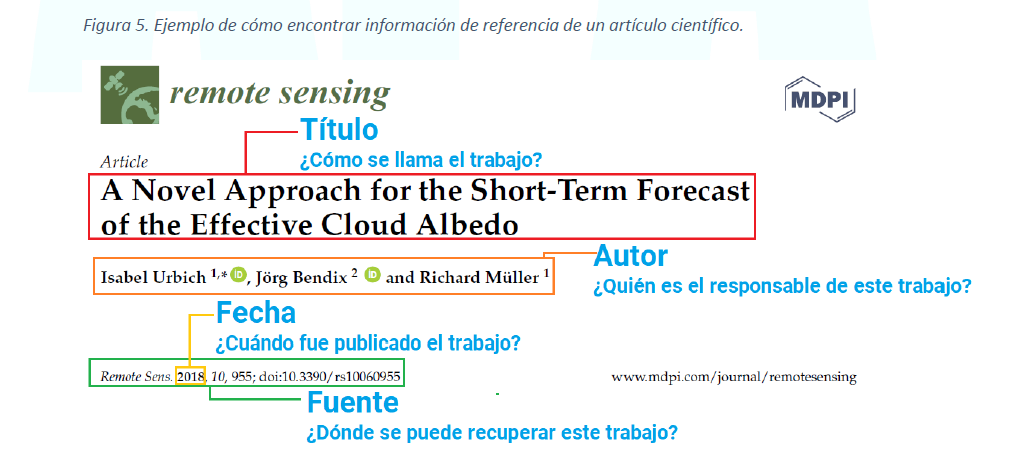 Figura 5. Ejemplo de cómo encontrar información de referencia de un artículo científico.
remote sensing
MDPI
Título
¿Cómo se llama el trabajo?
Article
A Novel Approach for the Short-Term Forecast
of the Effective Cloud Albedo
Autor
¿Quién es el responsable de este trabajo?
Isabel Urbich 1,* iD, Jörg Bendix 2 iD and Richard Müller 1
Fecha
¿Cuándo fue publicado el trabajo?
Remote Sens. 2018, 10, 955; doi:10.3390/rs10060955
www.mdpi.com/journal/remotesensing
Fuente
¿Dónde se puede recuperar este trabajo?